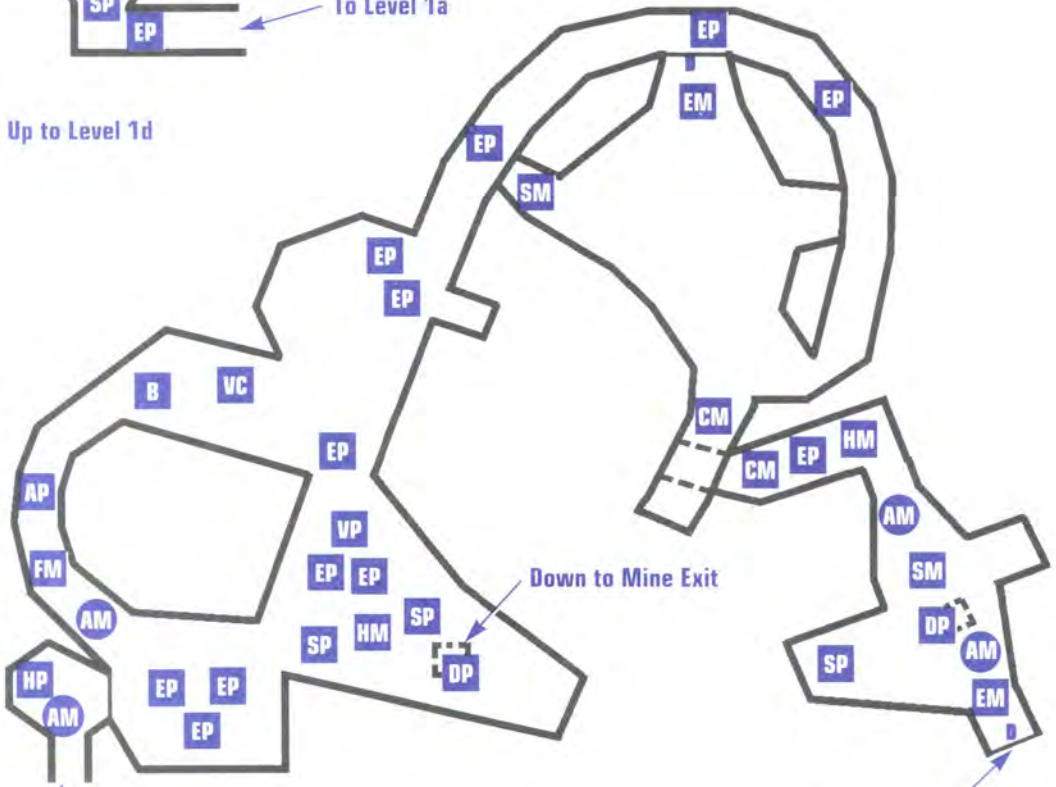 SP
To Level 1a
EP
EP
D
EM
EP
Up to Level 1d
EP
SM
EP
EP
B
VC
CM
EP
HM
EP
CM
AP
AM
VP
FM
EP
EP
Down to Mine Exit
SM
AM
SP
HM
SP
DP
AM
SP
DP
HP
EP
EP
EM
AM
EP
D